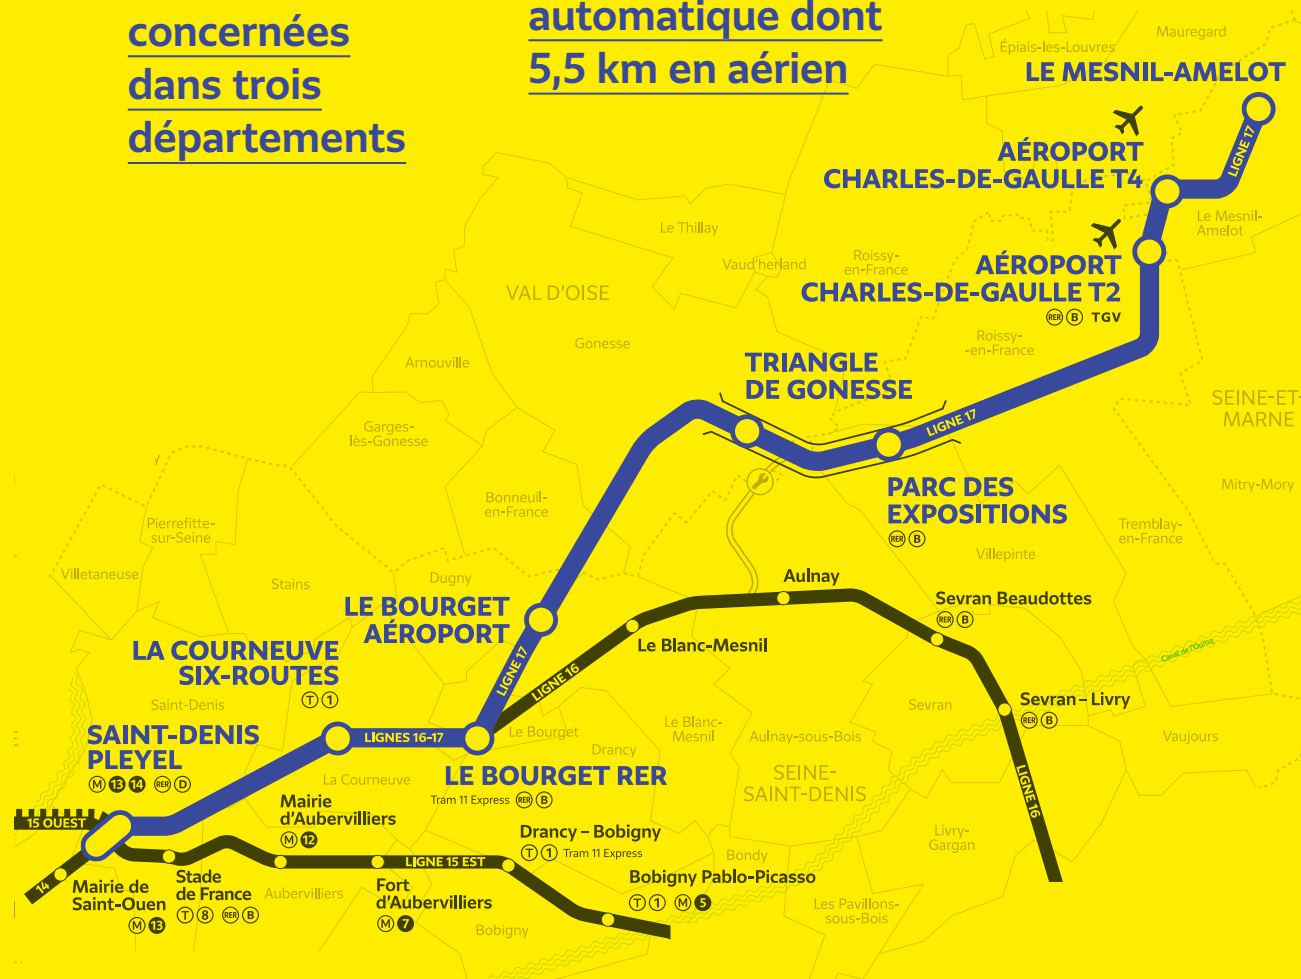 concernées
dans trois
départements
automatique dont
5,5 km en aérien
Mauregard
Épiais-les-Louvres
LE MESNIL-AMELOT
LIGNE 17
AÉROPORT
CHARLES-DE-GAULLE T4
Le Mesnil-
Amelot
Le Thillay
Vaud'herland
Roissy-
en-France
AÉROPORT
CHARLES-DE-GAULLE T2
RER B TGV
VAL D'OISE
Gonesse
Roissy-
-en-France
Arnouville
TRIANGLE
DE GONESSE
SEINE-ET-
MARNE
Garges-
lès-Gonesse
LIGNE 17
PARC DES
EXPOSITIONS
RER B
Mitry-Mory
Bonneuil-
en-France
Pierrefitte-
sur-Seine
Tremblay-
en-France
Villepinte
Villetaneuse
Stains
Dugny
Aulnay
LE BOURGET
AÉROPORT
Sevran Beaudottes
RER B
Le Blanc-Mesnil
LA COURNEUVE
SIX-ROUTES
T 1
LIGNE 17
LIGNE 16
Canal de l'Ourcq
Saint-Denis
Sevran
Sevran – Livry
RER B
SAINT-DENIS
PLEYEL
M 13 14 RER D
LIGNES 16-17
Le Bourget
Drancy
Le Blanc-
Mesnil
Aulnay-sous-Bois
Vaujours
La Courneuve
LE BOURGET RER
Tram 11 Express RER B
SEINE-
SAINT-DENIS
LIGNE 16
15 OUEST
Mairie
d'Aubervilliers
M 12
Drancy – Bobigny
T 1 Tram 11 Express
Livry-
Gargan
LIGNE 15 EST
Bondy
14
Mairie de
Saint-Ouen
M 13
Stade
de France
T 8 RER B
Aubervilliers
Fort
d'Aubervilliers
M 7
Bobigny Pablo-Picasso
T 1 M 5
Bobigny
Les Pavillons-
sous-Bois